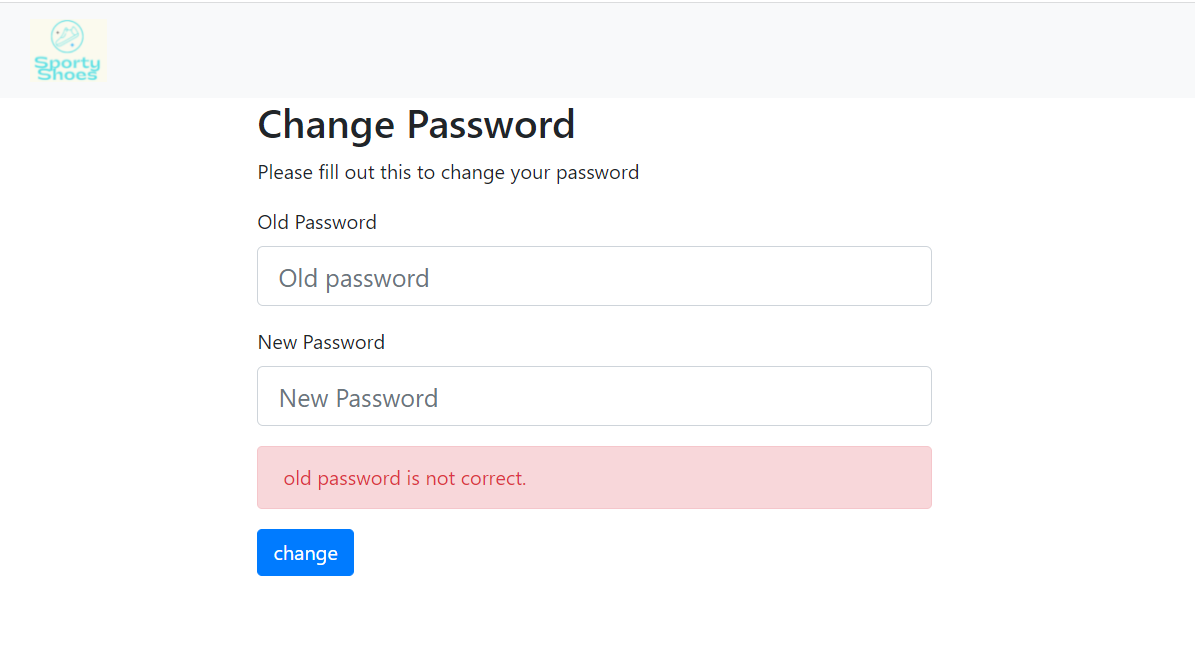 Sporty
Shoes
Change Password
Please fill out this to change your password
Old Password
Old password
New Password
New Password
old password is not correct.
change